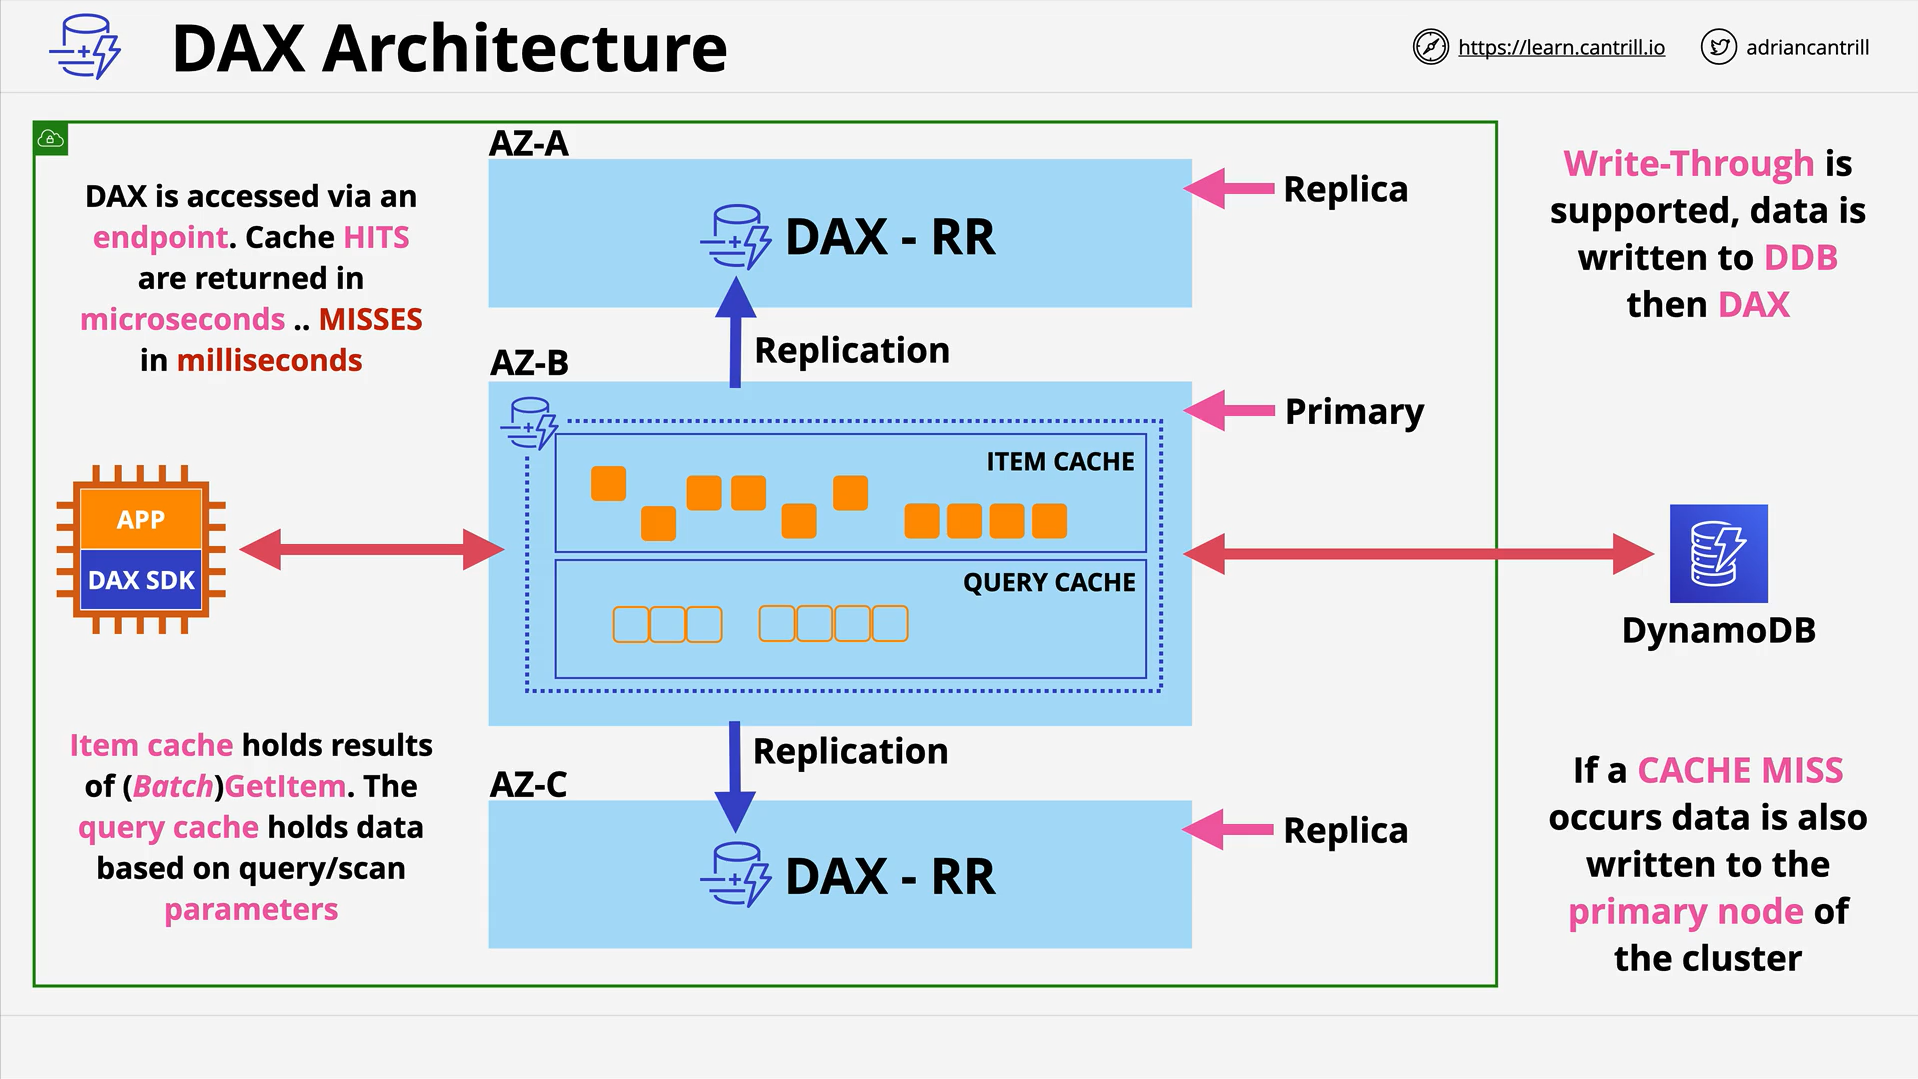 DAX Architecture
https://learn.cantrill.io
adriancantrill
DAX is accessed via an
endpoint. Cache HITS
are returned in
microseconds .. MISSES
in milliseconds
AZ-A
DAX - RR
Replica
Replication
AZ-B
Primary
ITEM CACHE
QUERY CACHE
APP
DAX SDK
Replication
AZ-C
DAX - RR
Replica
Item cache holds results
of (Batch)GetItem. The
query cache holds data
based on query/scan
parameters
Write-Through is
supported, data is
written to DDB
then DAX
DynamoDB
If a CACHE MISS
occurs data is also
written to the
primary node of
the cluster